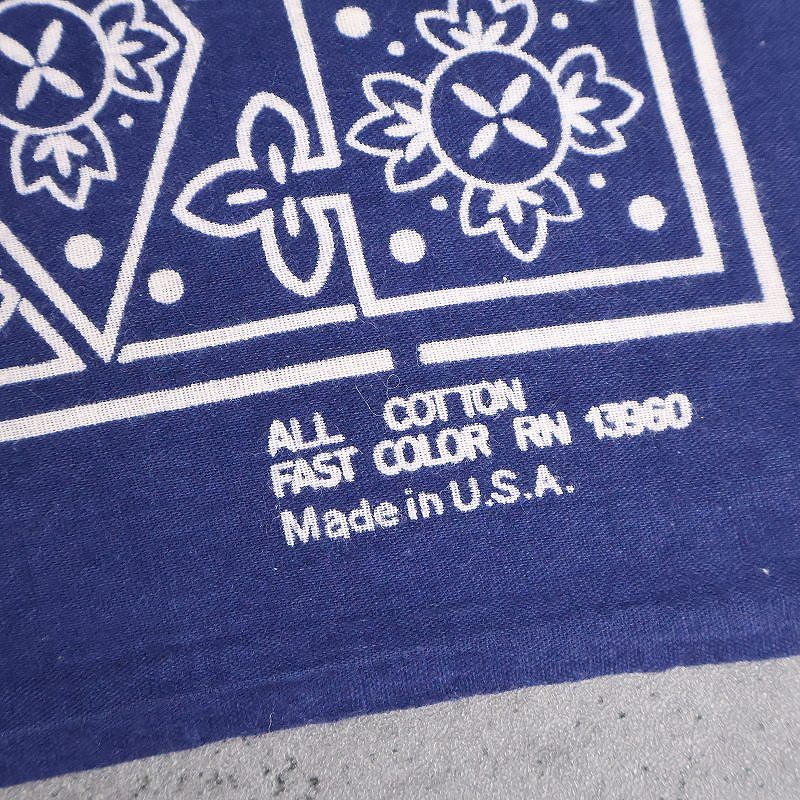 ALL COTTON
FAST COLOR RN 13960
Made in U.S.A.